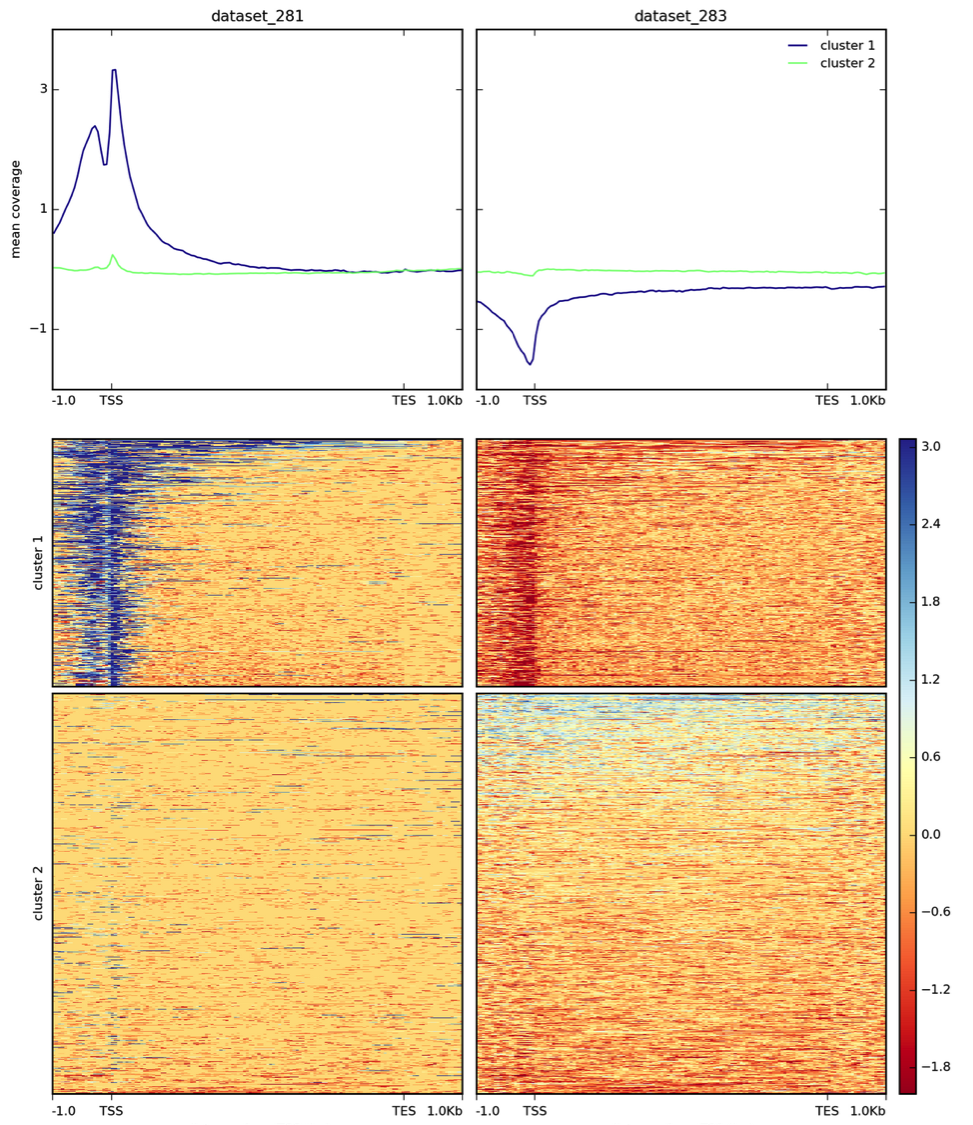 dataset_281
dataset_283
cluster 1
cluster 2
3
1
−1
mean coverage
-1.0 TSS TES 1.0Kb
-1.0 TSS TES 1.0Kb
cluster 1
cluster 2
3.0
2.4
1.8
1.2
0.6
0.0
−0.6
−1.2
−1.8
-1.0 TSS TES 1.0Kb
-1.0 TSS TES 1.0Kb